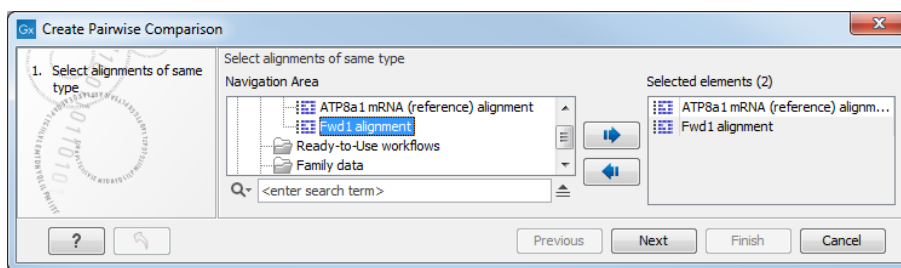 Gx Create Pairwise Comparison
X
1. Select alignments of same
type
Select alignments of same type
Navigation Area
ATP8a1 mRNA (reference) alignment
Fwd1 alignment
Ready-to-Use workflows
Family data
<enter search term>
Selected elements (2)
ATP8a1 mRNA (reference) alignm...
Fwd1 alignment
?
Previous
Next
Finish
Cancel